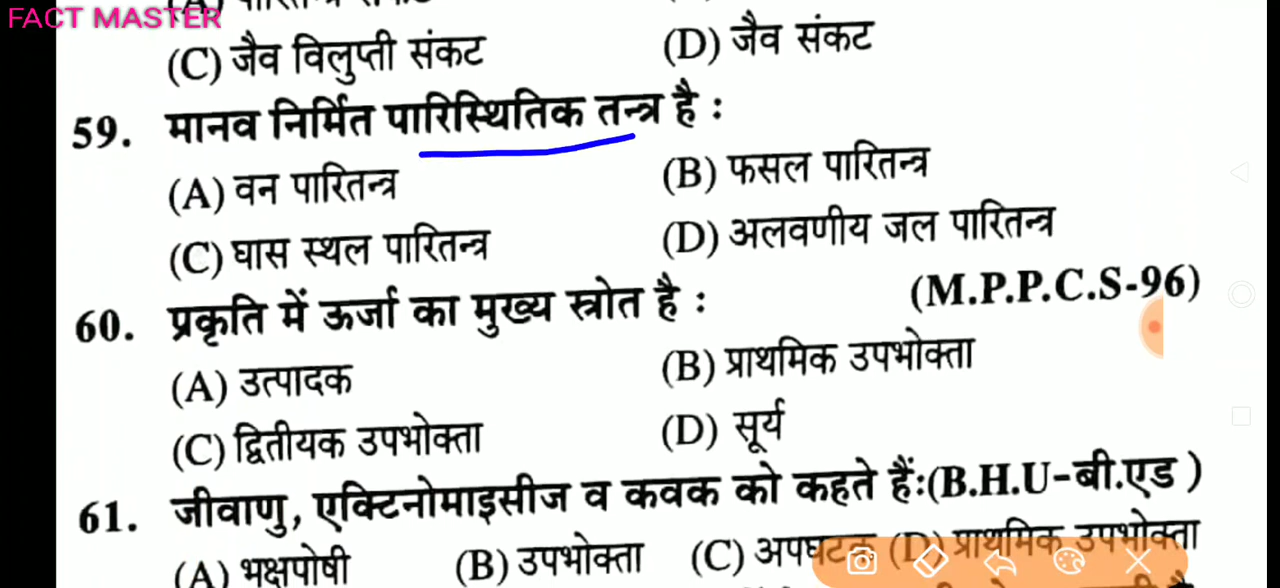 FACT MASTER
(C) जैव विलुप्ती संकट (D) जैव संकट
59. मानव निर्मित पारिस्थितिक तन्त्र है :
(A) वन पारितन्त्र (B) फसल पारितन्त्र
(C) घास स्थल पारितन्त्र (D) अलवणीय जल पारितन्त्र
60. प्रकृति में ऊर्जा का मुख्य स्त्रोत है : (M.P.P.C.S-96)
(A) उत्पादक (B) प्राथमिक उपभोक्ता
(C) द्वितीयक उपभोक्ता (D) सूर्य
61. जीवाणु, एक्टिनोमाइसीज व कवक को कहते हैं:(B.H.U-बी.एड )
(A) भक्षपोषी (B) उपभोक्ता (C) अपघटक (D) प्राथमिक उपभोक्ता